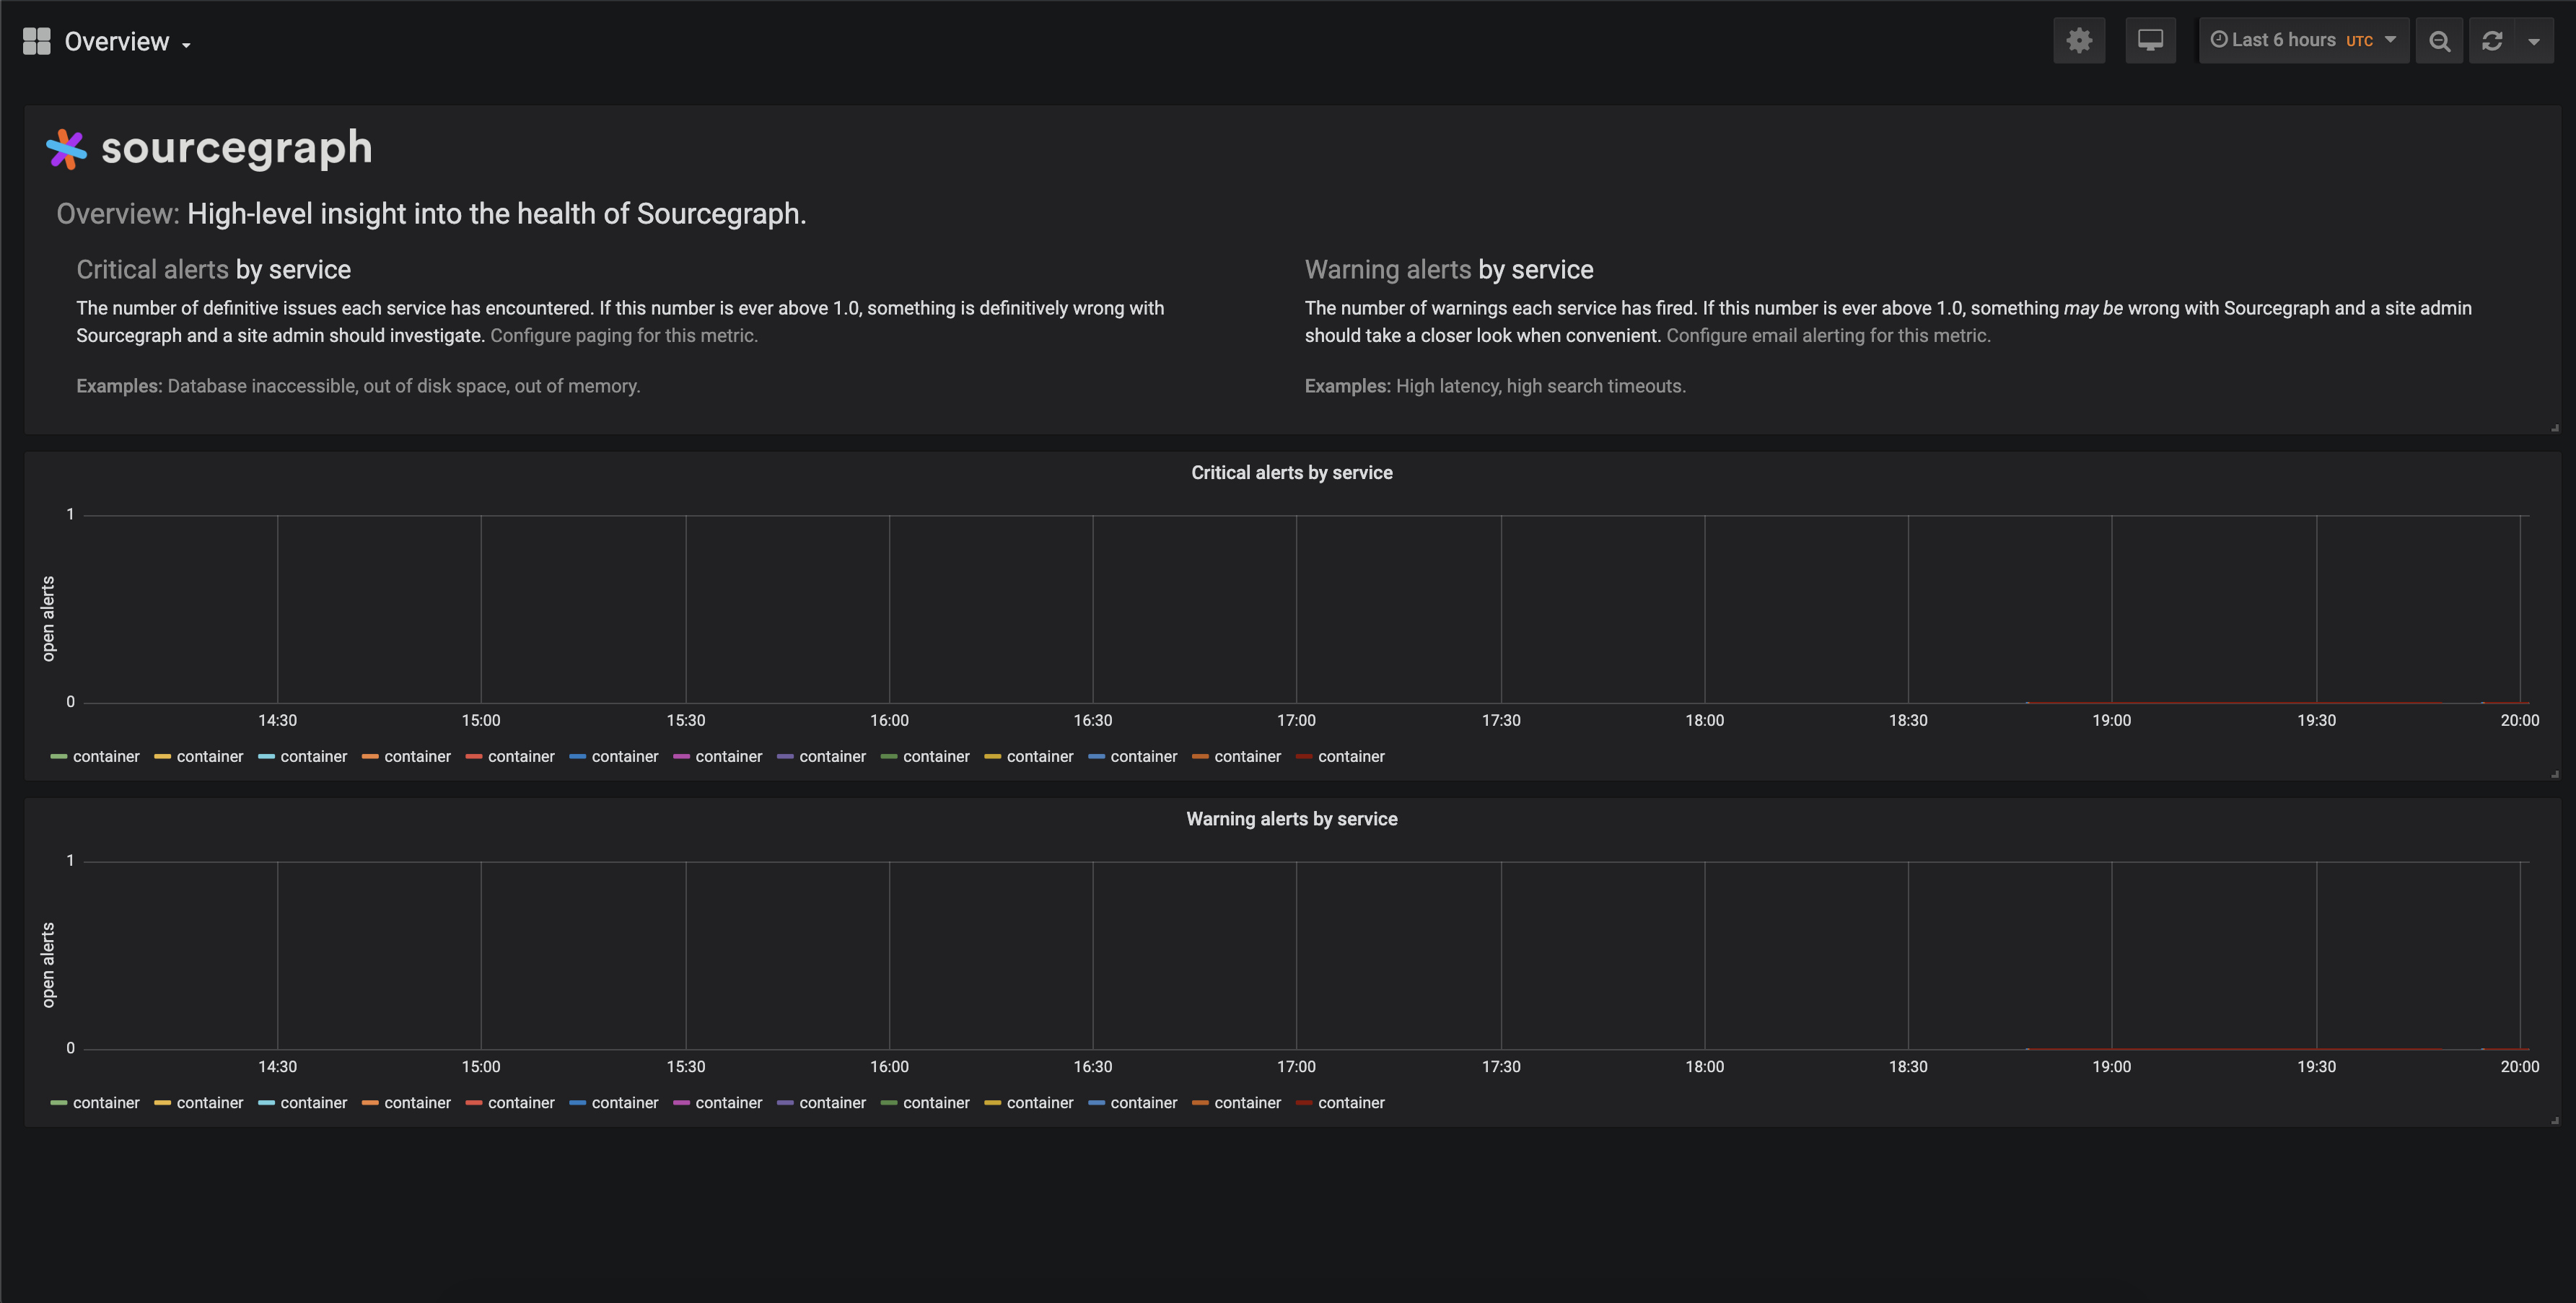 Overview
Last 6 hours UTC
sourcegraph
Overview: High-level insight into the health of Sourcegraph.
Critical alerts by service
The number of definitive issues each service has encountered. If this number is ever above 1.0, something is definitively wrong with
Sourcegraph and a site admin should investigate. Configure paging for this metric.
Examples: Database inaccessible, out of disk space, out of memory.
Warning alerts by service
The number of warnings each service has fired. If this number is ever above 1.0, something may be wrong with Sourcegraph and a site admin
should take a closer look when convenient. Configure email alerting for this metric.
Examples: High latency, high search timeouts.
Critical alerts by service
1
open alerts
0
14:30 15:00 15:30 16:00 16:30 17:00 17:30 18:00 18:30 19:00 19:30 20:00
container container container container container container container container container container container container container
Warning alerts by service
1
open alerts
0
14:30 15:00 15:30 16:00 16:30 17:00 17:30 18:00 18:30 19:00 19:30 20:00
container container container container container container container container container container container container container